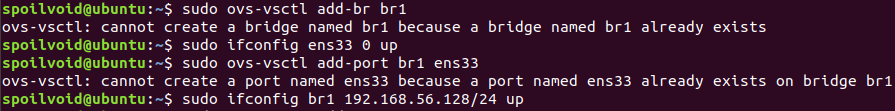 spoilvoid@ubuntu:~$ sudo ovs-vsctl add-br br1
ovs-vsctl: cannot create a bridge named br1 because a bridge named br1 already exists
spoilvoid@ubuntu:~$ sudo ifconfig ens33 0 up
spoilvoid@ubuntu:~$ sudo ovs-vsctl add-port br1 ens33
ovs-vsctl: cannot create a port named ens33 because a port named ens33 already exists on bridge br1
spoilvoid@ubuntu:~$ sudo ifconfig br1 192.168.56.128/24 up